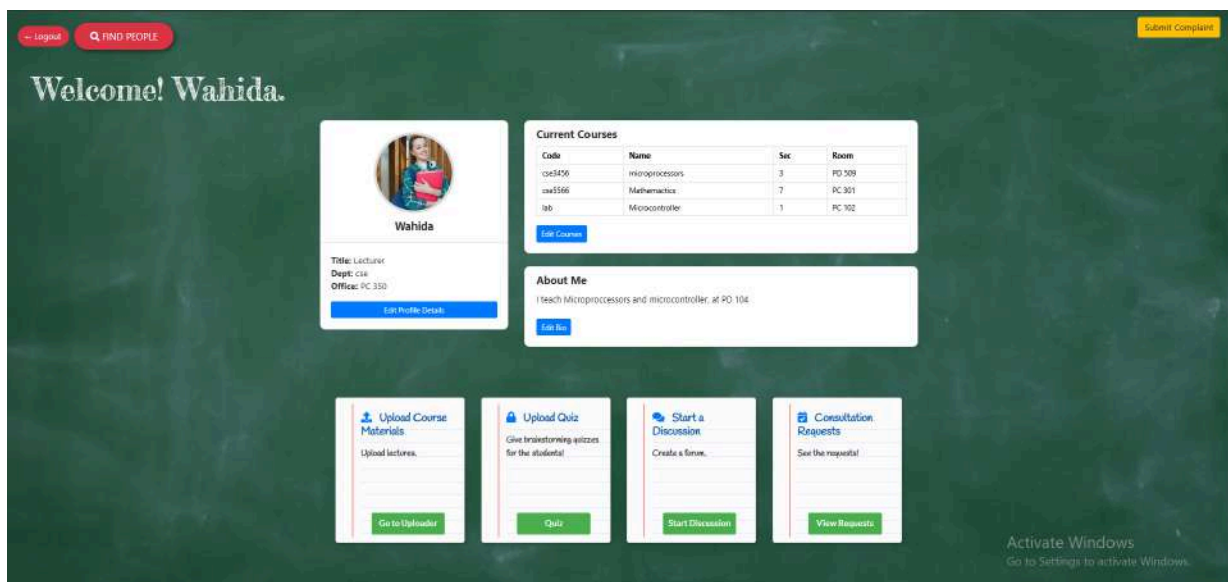 ← Logout
FIND PEOPLE
Submit Complaint
Welcome! Wahida.
Wahida
Title: Lecturer
Dept: cse
Office: PC 350
Edit Profile Details
Current Courses
Code Name Sec Room
cse3456 microprocessors 3 PD 509
cse5566 Mathemactics 7 PC 301
lab Microcontroller 1 PC 102
Edit Courses
About Me
I teach Microproccessors and microcontroller, at PD 104
Edit Bio
Upload Course
Materials
Upload lectures.
Go to Uploader
Upload Quiz
Give brainstorming quizzes
for the students!
Quiz
Start a
Discussion
Create a forum.
Start Discussion
Consultation
Requests
See the requests!
View Requests
Activate Windows
Go to Settings to activate Windows.